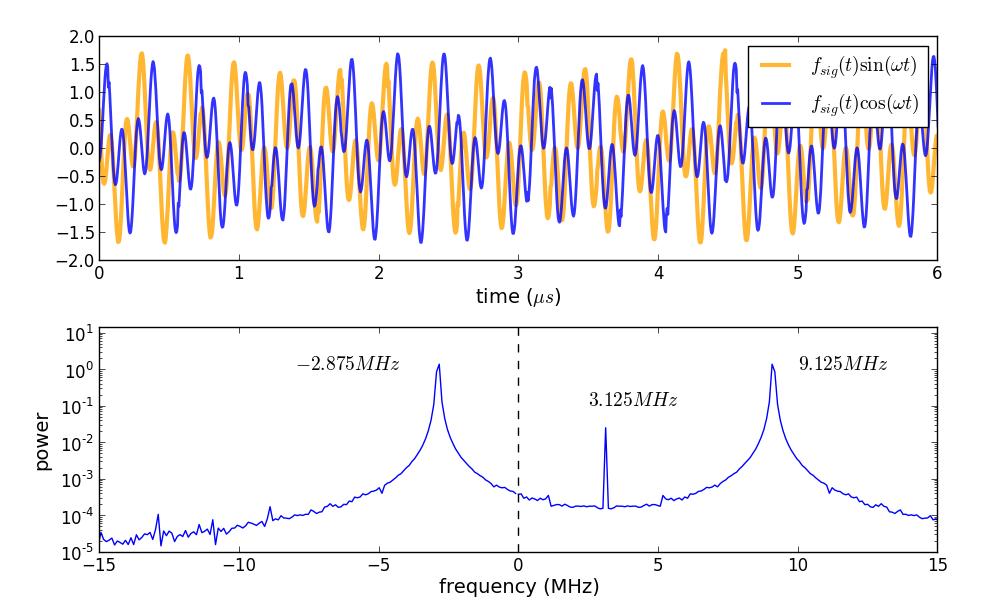 2.0
1.5
1.0
0.5
0.0
−0.5
−1.0
−1.5
−2.0
0 1 2 3 4 5 6
time (μs)
f_sig(t)sin(ωt)
f_sig(t)cos(ωt)
10^1
10^0
10^-1
10^-2
10^-3
10^-4
10^-5
power
−2.875MHz
3.125MHz
9.125MHz
−15 −10 −5 0 5 10 15
frequency (MHz)